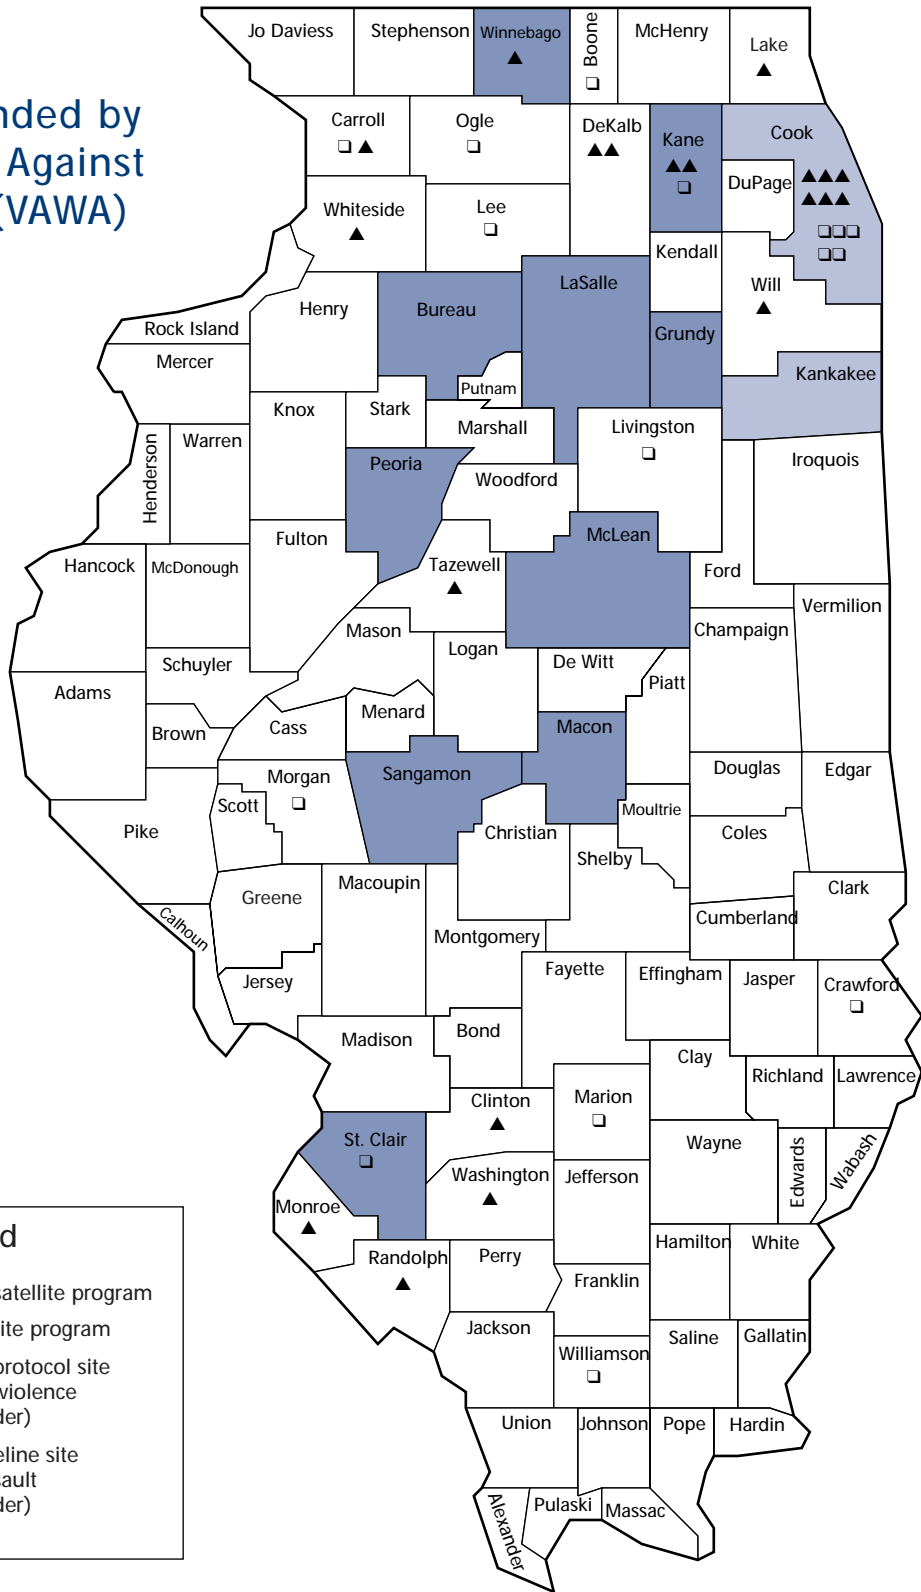 nded by
Against
(VAWA)
Jo Daviess
Stephenson
Winnebago
Boone
McHenry
Lake
Carroll
Ogle
DeKalb
Kane
Cook
DuPage
Whiteside
Lee
Kendall
Will
Rock Island
Henry
Bureau
LaSalle
Grundy
Kankakee
Mercer
Putnam
Knox
Stark
Marshall
Livingston
Henderson
Warren
Peoria
Woodford
Iroquois
Hancock
McDonough
Fulton
Tazewell
McLean
Ford
Vermilion
Mason
Logan
De Witt
Champaign
Schuyler
Piatt
Adams
Brown
Cass
Menard
Macon
Sangamon
Morgan
Scott
Douglas
Edgar
Pike
Christian
Moultrie
Coles
Shelby
Greene
Macoupin
Clark
Calhoun
Montgomery
Cumberland
Jersey
Fayette
Effingham
Jasper
Crawford
Madison
Bond
Clay
Richland
Lawrence
Clinton
Marion
St. Clair
Washington
Jefferson
Wayne
Edwards
Wabash
Monroe
Randolph
Perry
Hamilton
White
Franklin
Jackson
Williamson
Saline
Gallatin
Union
Johnson
Pope
Hardin
Alexander
Pulaski
Massac
d
satellite program
ite program
protocol site
violence
der)
eline site
sault
der)